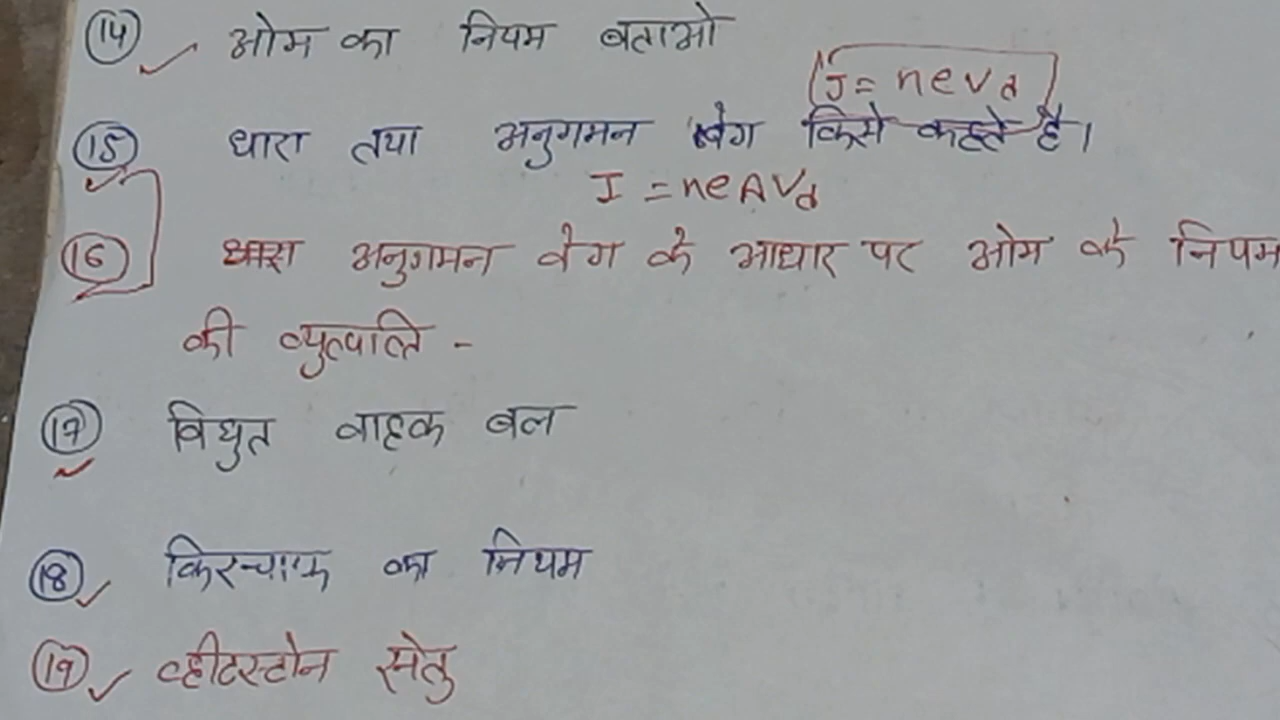 (14) ओम का नियम बताओ
J = nevd
(15) धारा तथा अनुगमन वेग किसे कहते है।
I = neAVd
(16) धारा अनुगमन वेग के आधार पर ओम के नियम
की व्युत्पत्ति -
(17) विधुत वाहक बल
(18) किरचाफ का नियम
(19) व्हीटस्टोन सेतु